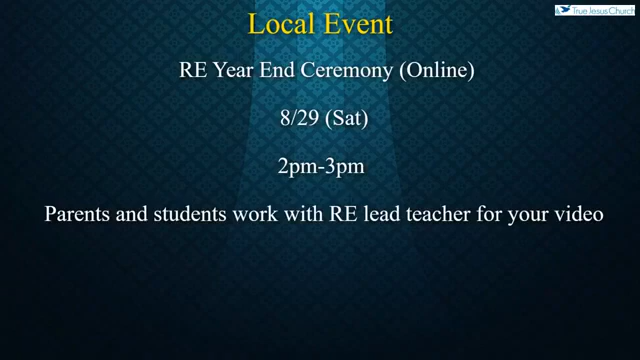 True Jesus Church
Local Event
RE Year End Ceremony (Online)
8/29 (Sat)
2pm-3pm
Parents and students work with RE lead teacher for your video